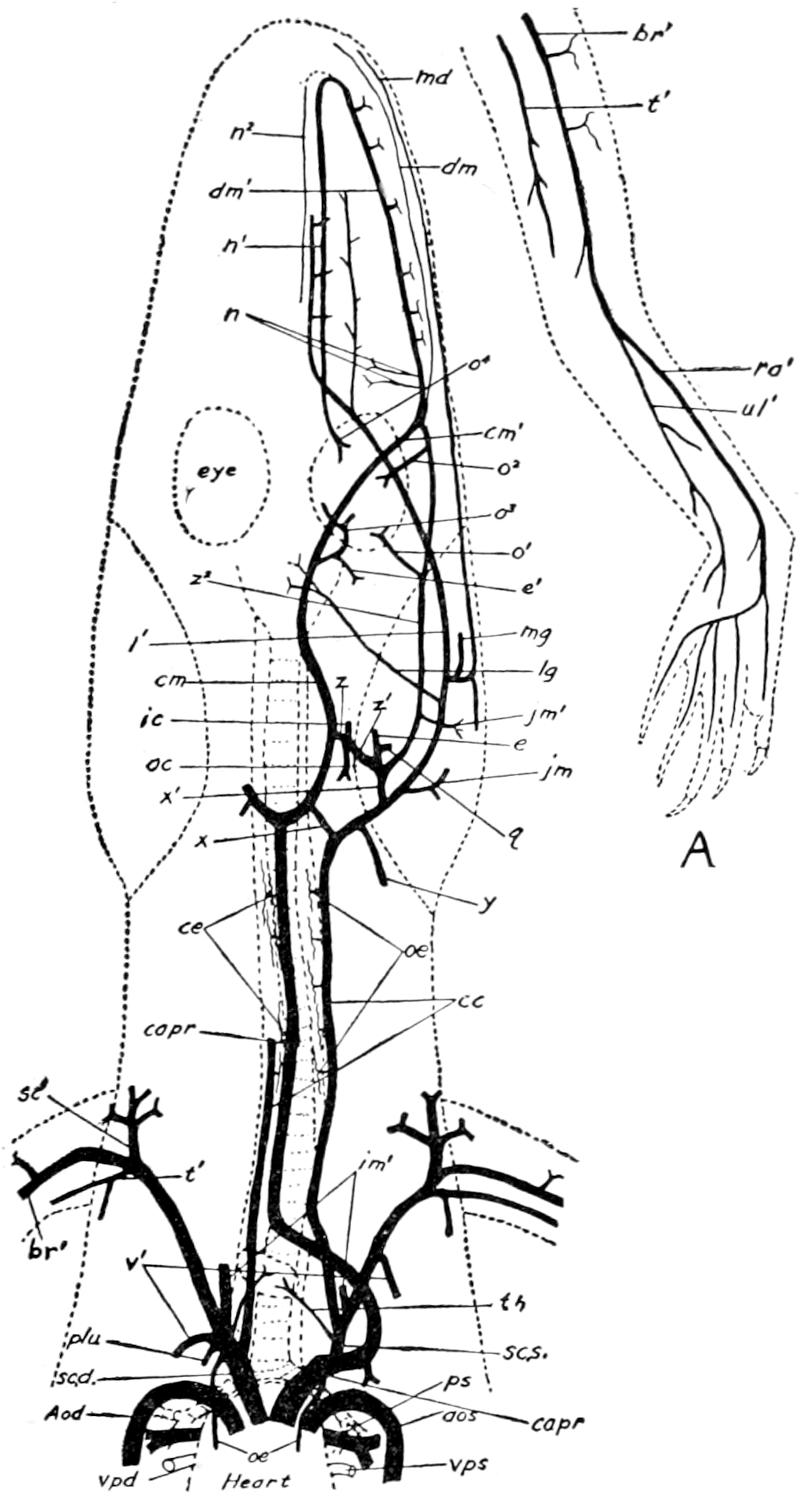 br'
md
t'
n²
dm
dm'
n'
n
o⁴
ra'
ul'
cm'
o²
eye
o³
o'
z²
e'
mg
l'
lg
cm
z
z'
jm'
ic
e
oc
jm
x'
x
q
A
y
ce
oe
cc
capr
sc'
t'
im'
br'
v'
th
plu
sc.s.
sc.d.
ps
Aod
aos
capr
oe
vpd
Heart
vps